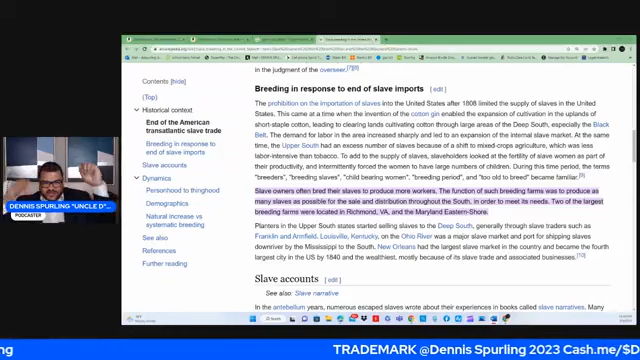 in the judgment of the overseer.[7][8]
Contents [hide]
(Top)
Historical context
End of the American
transatlantic slave trade
Breeding in response to
end of slave imports
Slave accounts
Dynamics
Personhood to thinghood
Demographics
Natural increase vs
systematic breeding
See also
References
Further reading
Breeding in response to end of slave imports [ edit ]
The prohibition on the importation of slaves into the United States after 1808 limited the supply of slaves in the United
States. This came at a time when the invention of the cotton gin enabled the expansion of cultivation in the uplands of
short-staple cotton, leading to clearing lands cultivating cotton through large areas of the Deep South, especially the Black
Belt. The demand for labor in the area increased sharply and led to an expansion of the internal slave market. At the same
time, the Upper South had an excess number of slaves because of a shift to mixed-crops agriculture, which was less
labor-intensive than tobacco. To add to the supply of slaves, slaveholders looked at the fertility of slave women as part of
their productivity, and intermittently forced the women to have large numbers of children. During this time period, the terms
"breeders", "breeding slaves", "child bearing women", "breeding period", and "too old to breed" became familiar.[9]
Slave owners often bred their slaves to produce more workers. The function of such breeding farms was to produce as
many slaves as possible for the sale and distribution throughout the South, in order to meet its needs. Two of the largest
breeding farms were located in Richmond, VA, and the Maryland Eastern-Shore.
Planters in the Upper South states started selling slaves to the Deep South, generally through slave traders such as
Franklin and Armfield. Louisville, Kentucky, on the Ohio River was a major slave market and port for shipping slaves
downriver by the Mississippi to the South. New Orleans had the largest slave market in the country and became the fourth
largest city in the US by 1840 and the wealthiest, mostly because of its slave trade and associated businesses.[10]
Slave accounts [ edit ]
See also: Slave narrative
In the antebellum years, numerous escaped slaves wrote about their experiences in books called slave narratives. Many
DENNIS SPURLING "UNCLE D"...
PODCASTER
ng
TRADEMARK @Dennis Spurling 2023 Cash.me/$D